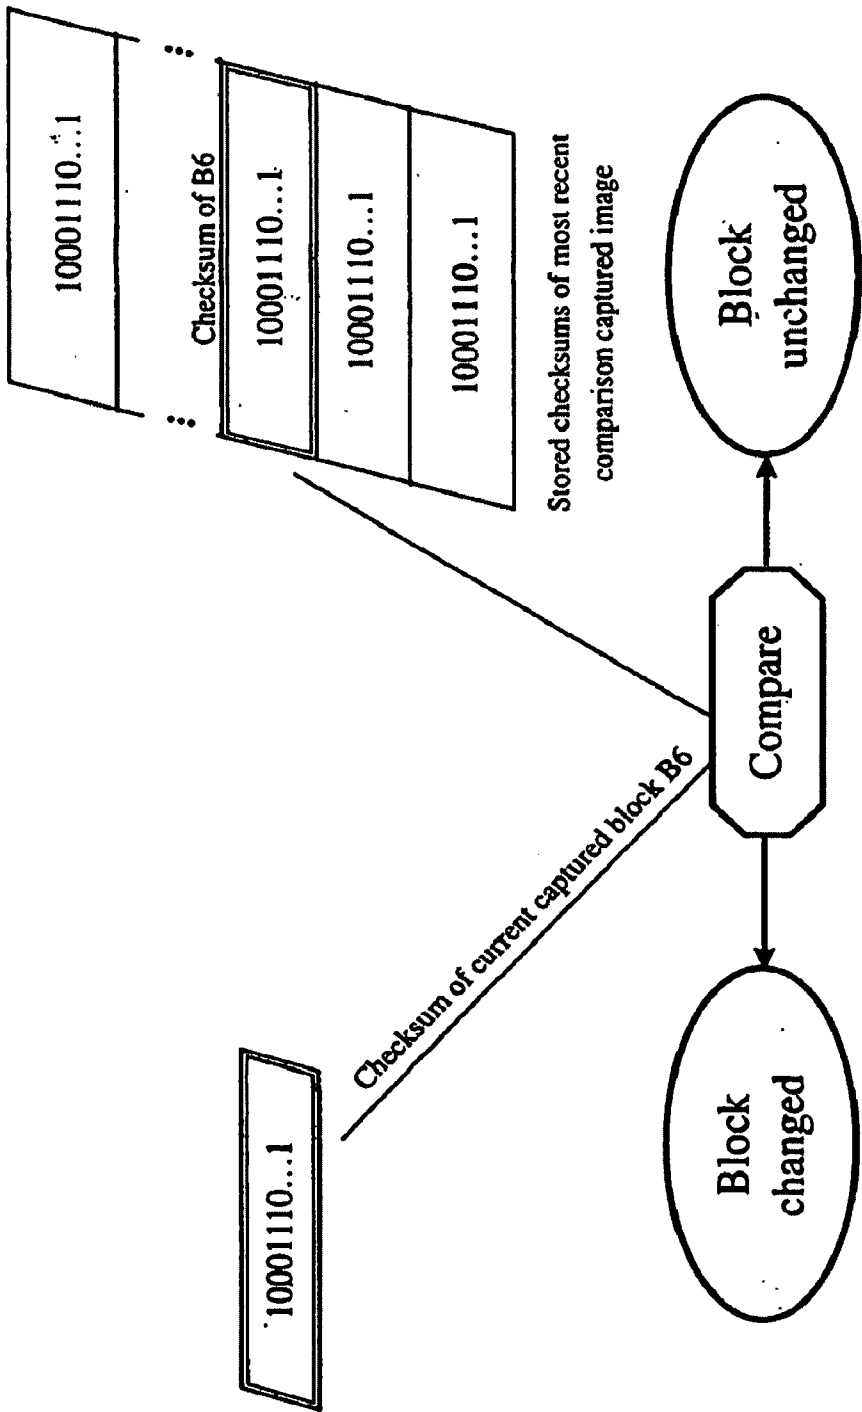 10001110...1
Checksum of B6
10001110...1
10001110...1
10001110...1
Stored checksums of most recent
comparison captured image
10001110...1
Checksum of current captured block B6
Compare
Block
changed
Block
unchanged